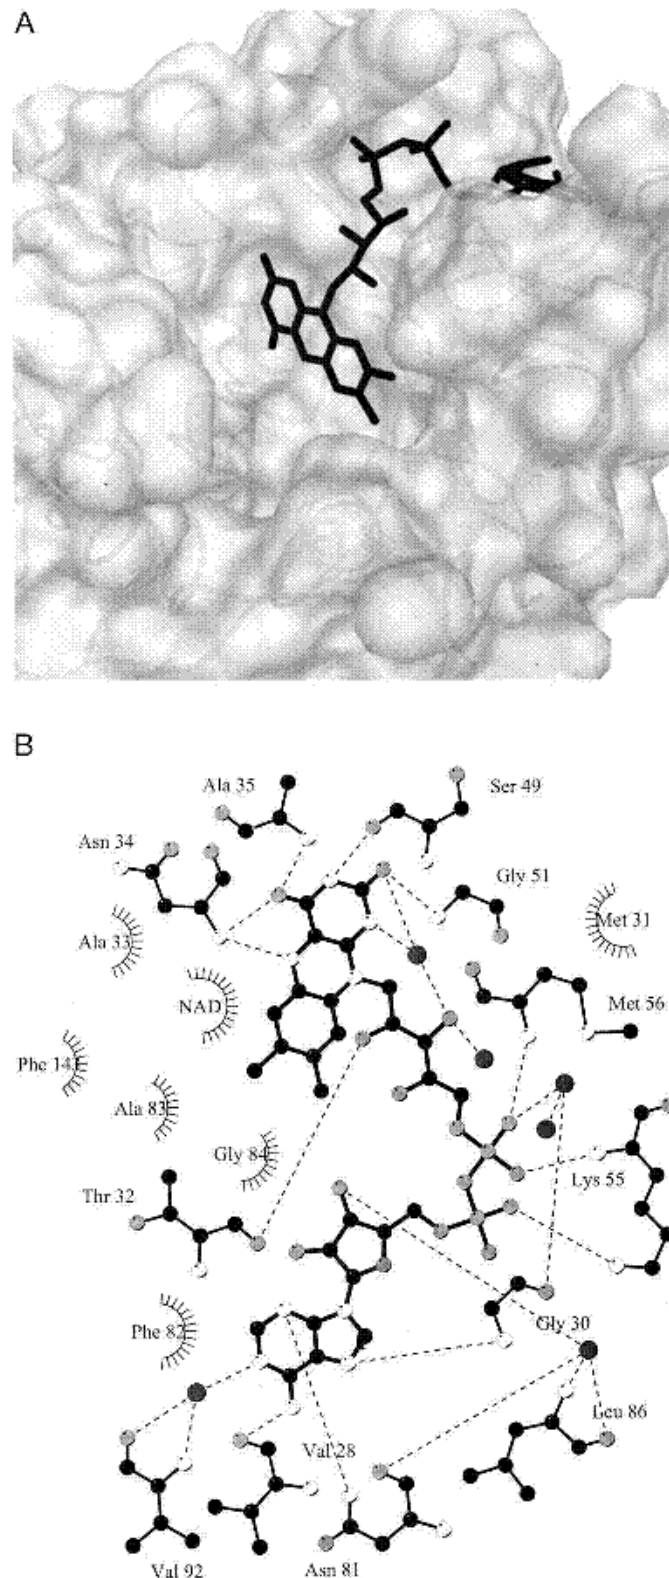 A
B
Ala 35
Ser 49
Asn 34
Gly 51
Ala 33
Met 31
NAD
Met 56
Phe 141
Ala 83
Gly 84
Thr 32
Lys 55
Phe 82
Gly 30
Leu 86
Val 28
Val 92
Asn 81